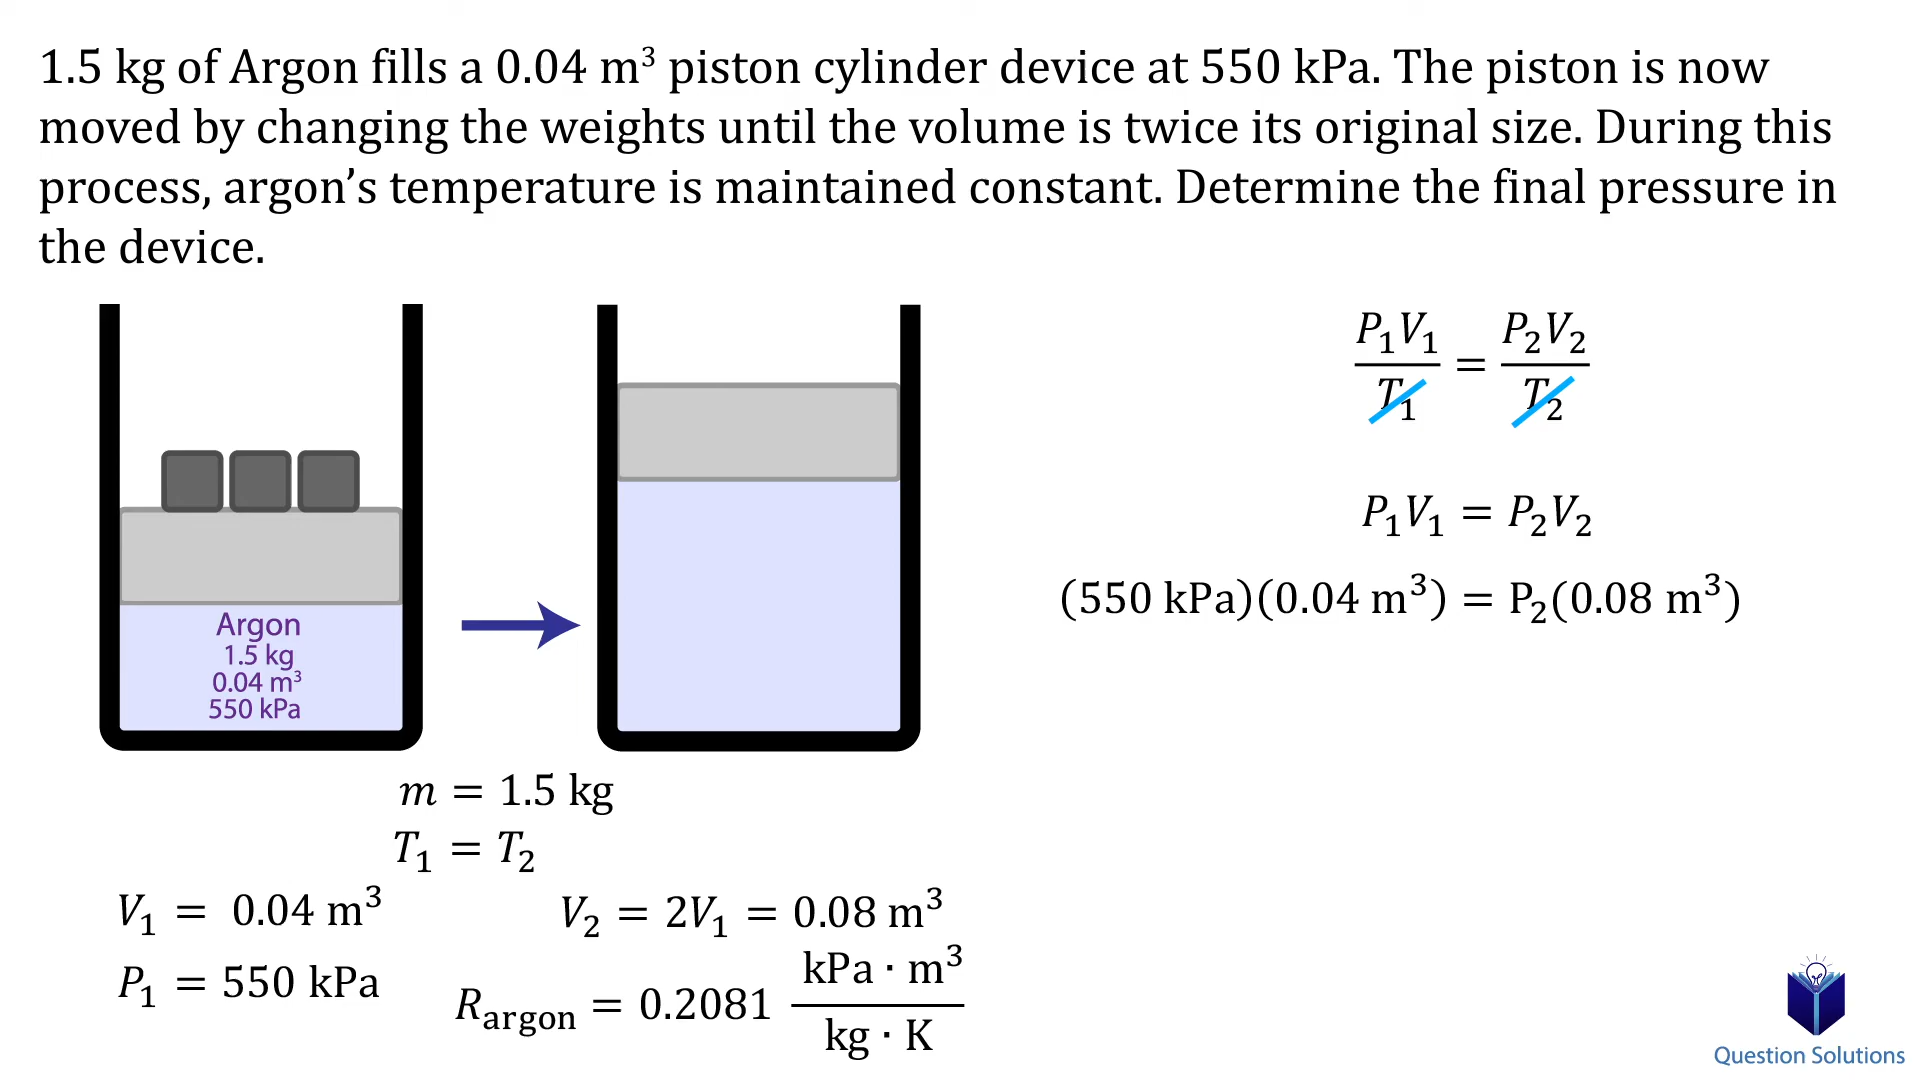 1.5 kg of Argon fills a 0.04 m³ piston cylinder device at 550 kPa. The piston is now
moved by changing the weights until the volume is twice its original size. During this
process, argon’s temperature is maintained constant. Determine the final pressure in
the device.
P₁V₁/T₁ = P₂V₂/T₂
P₁V₁ = P₂V₂
(550 kPa)(0.04 m³) = P₂(0.08 m³)
Argon
1.5 kg
0.04 m³
550 kPa
m = 1.5 kg
T₁ = T₂
V₁ = 0.04 m³
V₂ = 2V₁ = 0.08 m³
P₁ = 550 kPa
R_argon = 0.2081 kPa · m³ / kg · K
Question Solutions